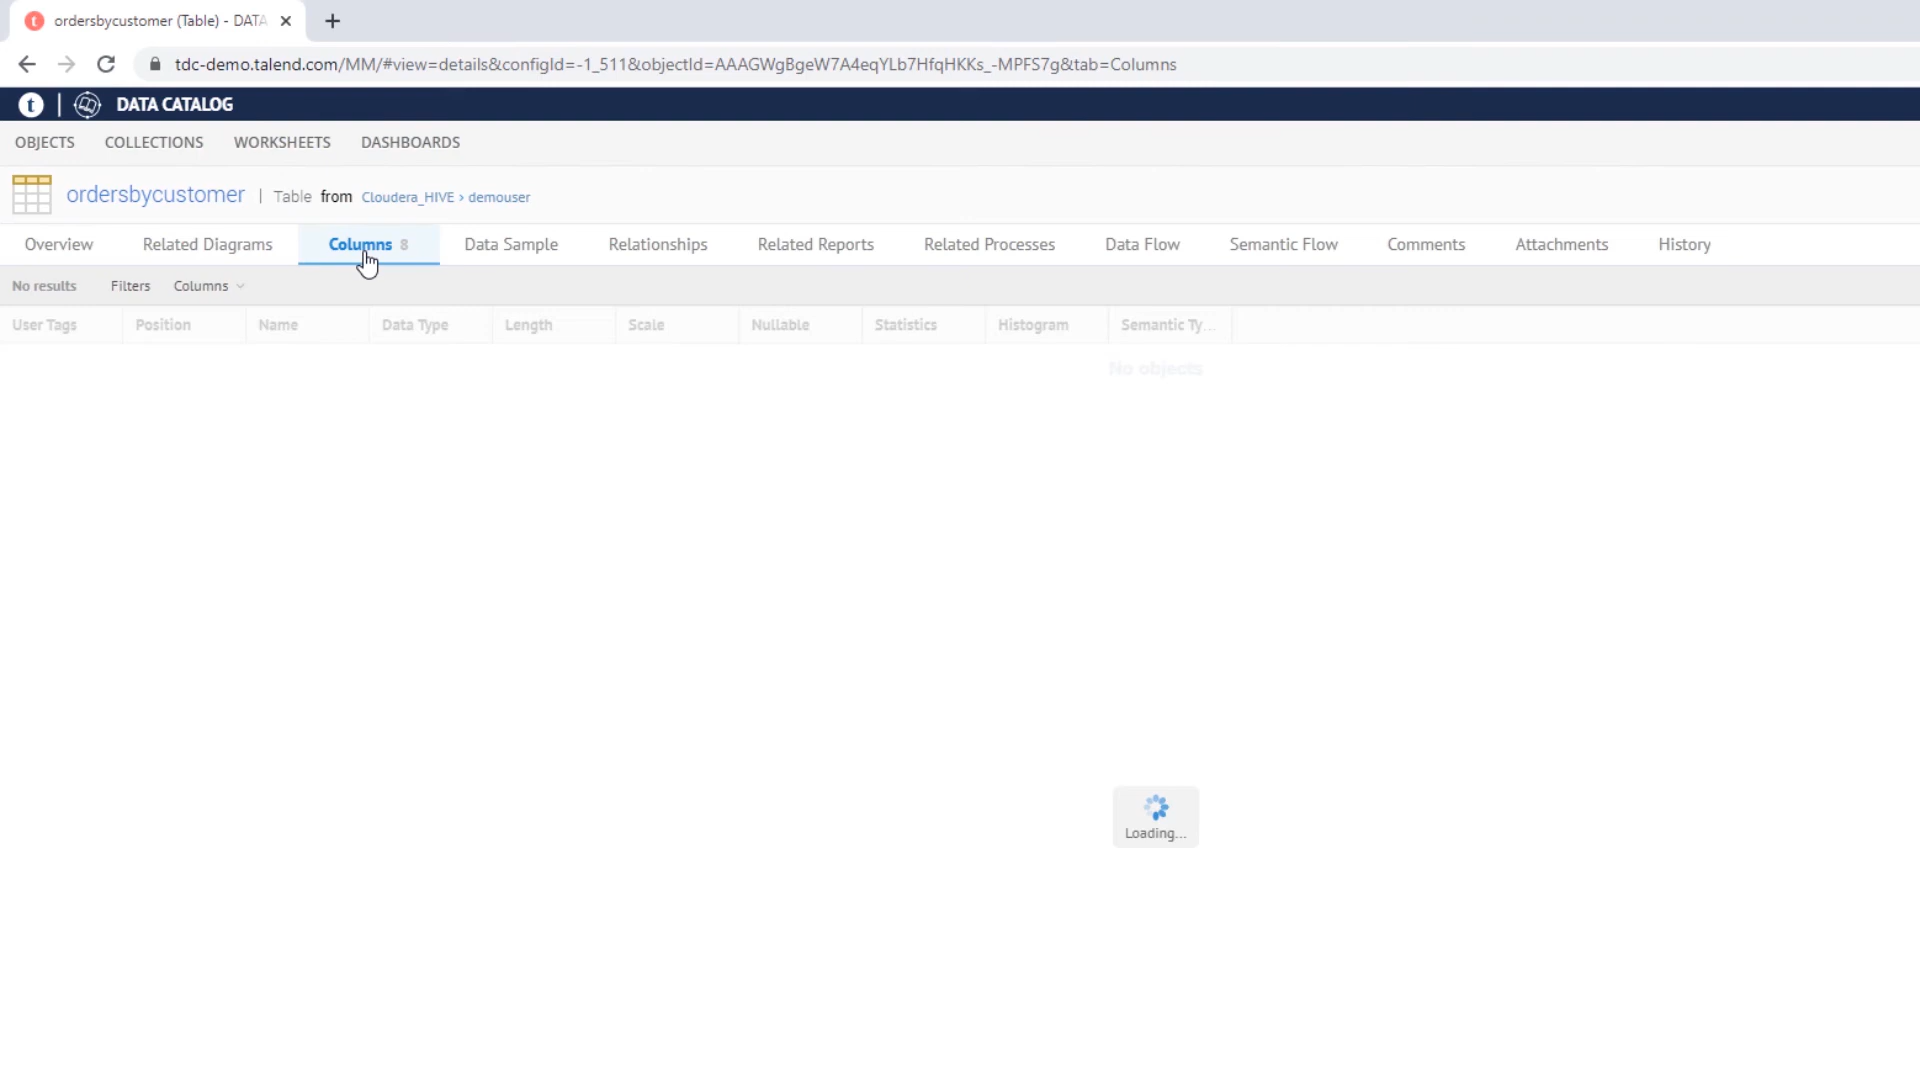 ordersbycustomer (Table) - DATA
tdc-demo.talend.com/MM/#view=details&configId=-1_511&objectId=AAAGWgBgeW7A4eqYLb7HfqHKKs_-MPFS7g&tab=Columns
t | DATA CATALOG
OBJECTS COLLECTIONS WORKSHEETS DASHBOARDS
ordersbycustomer | Table from Cloudera_HIVE › demouser
Overview Related Diagrams Columns 8 Data Sample Relationships Related Reports Related Processes Data Flow Semantic Flow Comments Attachments History
No results Filters Columns
User Tags Position Name Data Type Length Scale Nullable Statistics Histogram Semantic Ty...
No objects
Loading...